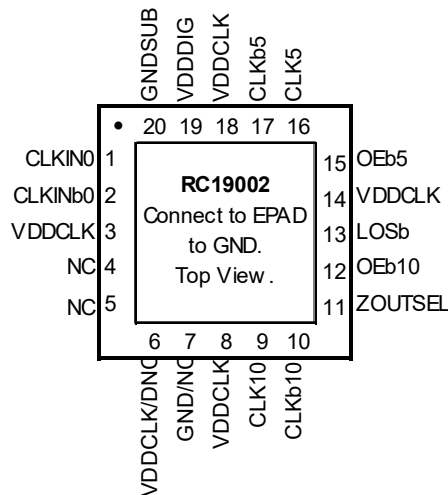 GNDSUB
VDDDIG
VDDCLK
CLKb5
CLK5
20 19 18 17 16
CLKIN0 1
CLKINb0 2
VDDCLK 3
NC 4
NC 5
RC19002
Connect to EPAD
to GND.
Top View .
15 OEb5
14 VDDCLK
13 LOSb
12 OEb10
11 ZOUTSEL
6 7 8 9 10
VDDCLK/DNC
GND/NC
VDDCLK
CLK10
CLKb10